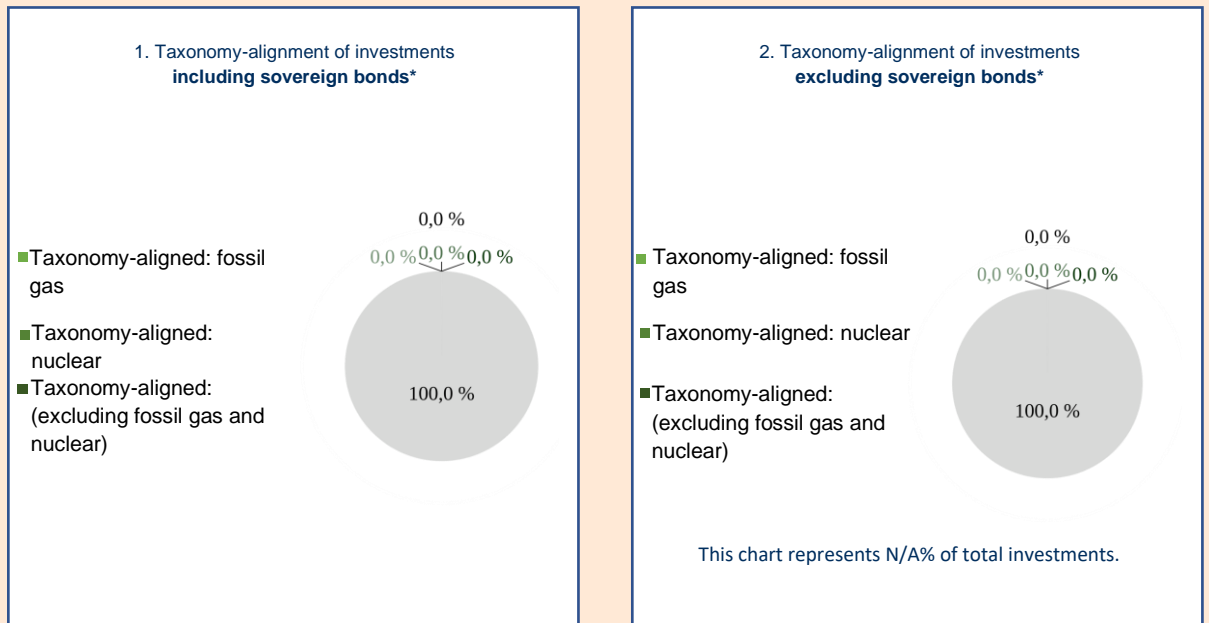 1. Taxonomy-alignment of investments
including sovereign bonds*
0,0 %
0,0 % 0,0 % 0,0 %
Taxonomy-aligned: fossil
gas
Taxonomy-aligned:
nuclear
Taxonomy-aligned:
(excluding fossil gas and
nuclear)
100,0 %
2. Taxonomy-alignment of investments
excluding sovereign bonds*
0,0 %
0,0 % 0,0 % 0,0 %
Taxonomy-aligned: fossil
gas
Taxonomy-aligned: nuclear
Taxonomy-aligned:
(excluding fossil gas and
nuclear)
100,0 %
This chart represents N/A% of total investments.